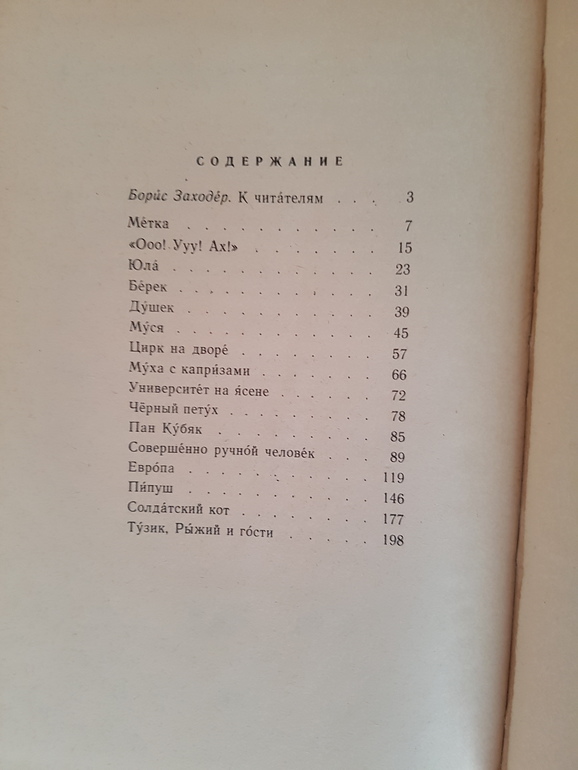 СОДЕРЖАНИЕ
Бори́с Заходе́р. К чита́телям . . . 3
Ме́тка . . . . . . . . . . . 7
«Ооо! Ууу! Ах!» . . . . . . . 15
Юла́ . . . . . . . . . . . . 23
Бе́рек . . . . . . . . . . . 31
Ду́шек . . . . . . . . . . . 39
Му́ся . . . . . . . . . . . 45
Цирк на дворе́ . . . . . . . . 57
Му́ха с капри́зами . . . . . . . 66
Университе́т на я́сене . . . . . . 72
Чёрный пету́х . . . . . . . . . 78
Пан Ку́бяк . . . . . . . . . 85
Соверше́нно ручно́й челове́к . . . . 89
Евро́па . . . . . . . . . . 119
Пи́пуш . . . . . . . . . . 146
Солда́тский кот . . . . . . . . 177
Ту́зик, Ры́жий и го́сти . . . . . 198